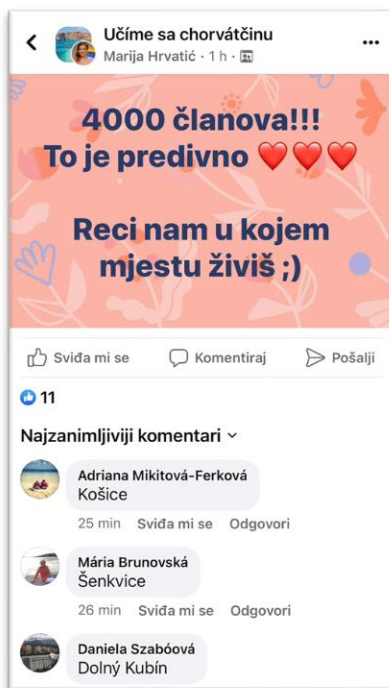 Učíme sa chorvátčinu
Marija Hrvatić · 1 h ·
4000 članova!!!
To je predivno ❤️❤️❤️
Reci nam u kojem
mjestu živiš ;)
Sviđa mi se Komentiraj Pošalji
11
Najzanimljiviji komentari
Adriana Mikitová-Ferková
Košice
25 min Sviđa mi se Odgovori
Mária Brunovská
Šenkvice
26 min Sviđa mi se Odgovori
Daniela Szabóová
Dolný Kubín